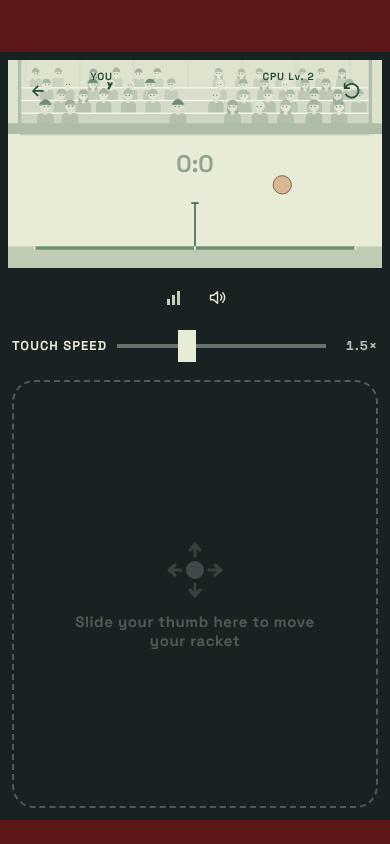 YOU
CPU Lv. 2
0:0
TOUCH SPEED
1.5×
Slide your thumb here to move
your racket